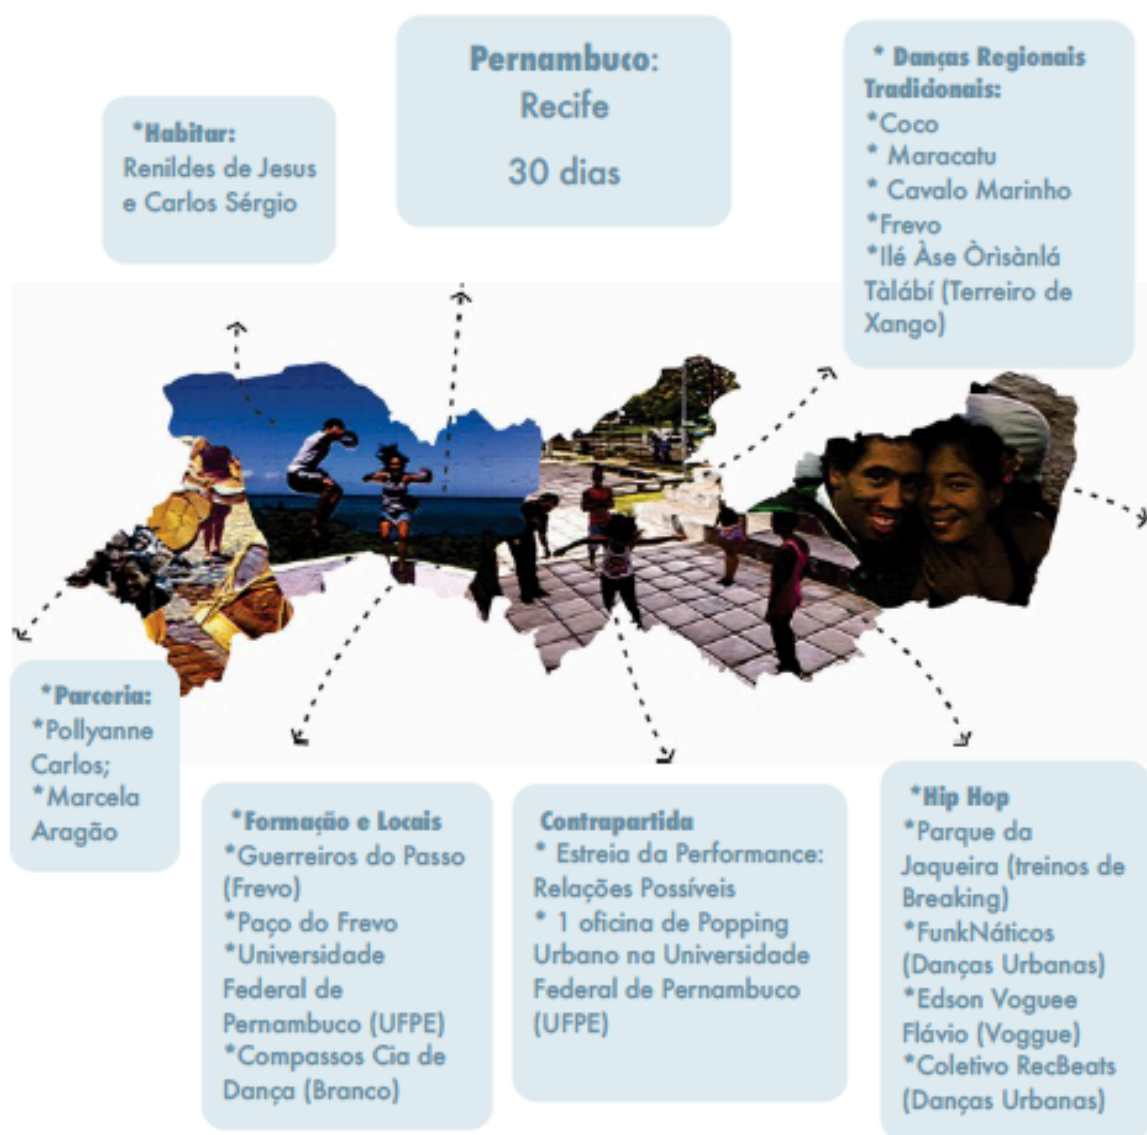 Pernambuco:
Recife
30 dias
*Habitar:
Renildes de Jesus
e Carlos Sérgio
* Danças Regionais
Tradicionais:
*Coco
* Maracatu
* Cavalo Marinho
*Frevo
*Ilé Àse Òrìsànlá
Tàlábí (Terreiro de
Xango)
*Parceria:
*Pollyanne
Carlos;
*Marcela
Aragão
*Formação e Locais
*Guerreiros do Passo
(Frevo)
*Paço do Frevo
*Universidade
Federal de
Pernambuco (UFPE)
*Compassos Cia de
Dança (Branco)
Contrapartida
* Estreia da Performance:
Relações Possíveis
* 1 oficina de Popping
Urbano na Universidade
Federal de Pernambuco
(UFPE)
*Hip Hop
*Parque da
Jaqueira (treinos de
Breaking)
*FunkNáticos
(Danças Urbanas)
*Edson Voguee
Flávio (Voggue)
*Coletivo RecBeats
(Danças Urbanas)